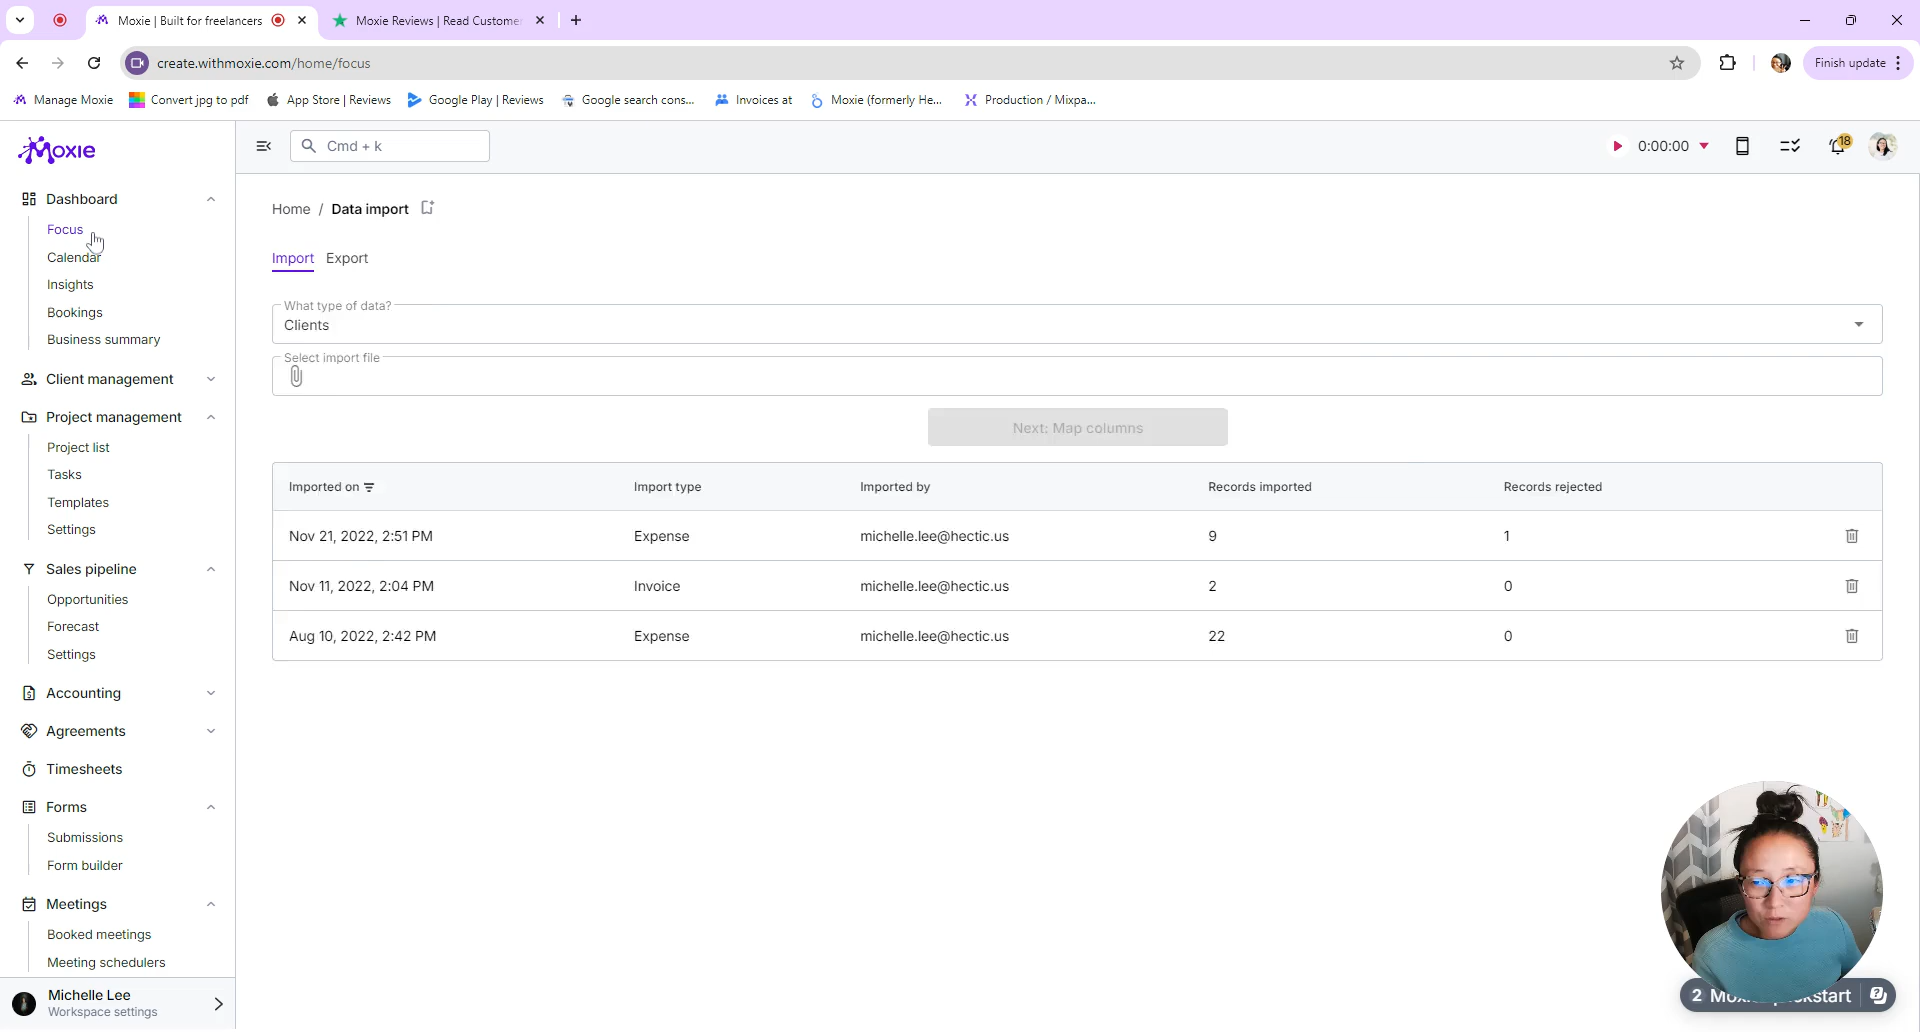 Moxie | Built for freelancers
Moxie Reviews | Read Custome
create.withmoxie.com/home/focus
Finish update
Manage Moxie
Convert jpg to pdf
App Store | Reviews
Google Play | Reviews
Google search cons...
Invoices at
Moxie (formerly He...
Production / Mixpa...
Moxie
Cmd + k
0:00:00
18
Dashboard
Focus
Calendar
Insights
Bookings
Business summary
Client management
Project management
Project list
Tasks
Templates
Settings
Sales pipeline
Opportunities
Forecast
Settings
Accounting
Agreements
Timesheets
Forms
Submissions
Form builder
Meetings
Booked meetings
Meeting schedulers
Michelle Lee
Workspace settings
Home / Data import
Import Export
What type of data?
Clients
Select import file
Next: Map columns
Imported on Import type Imported by Records imported Records rejected
Nov 21, 2022, 2:51 PM Expense michelle.lee@hectic.us 9 1
Nov 11, 2022, 2:04 PM Invoice michelle.lee@hectic.us 2 0
Aug 10, 2022, 2:42 PM Expense michelle.lee@hectic.us 22 0
2